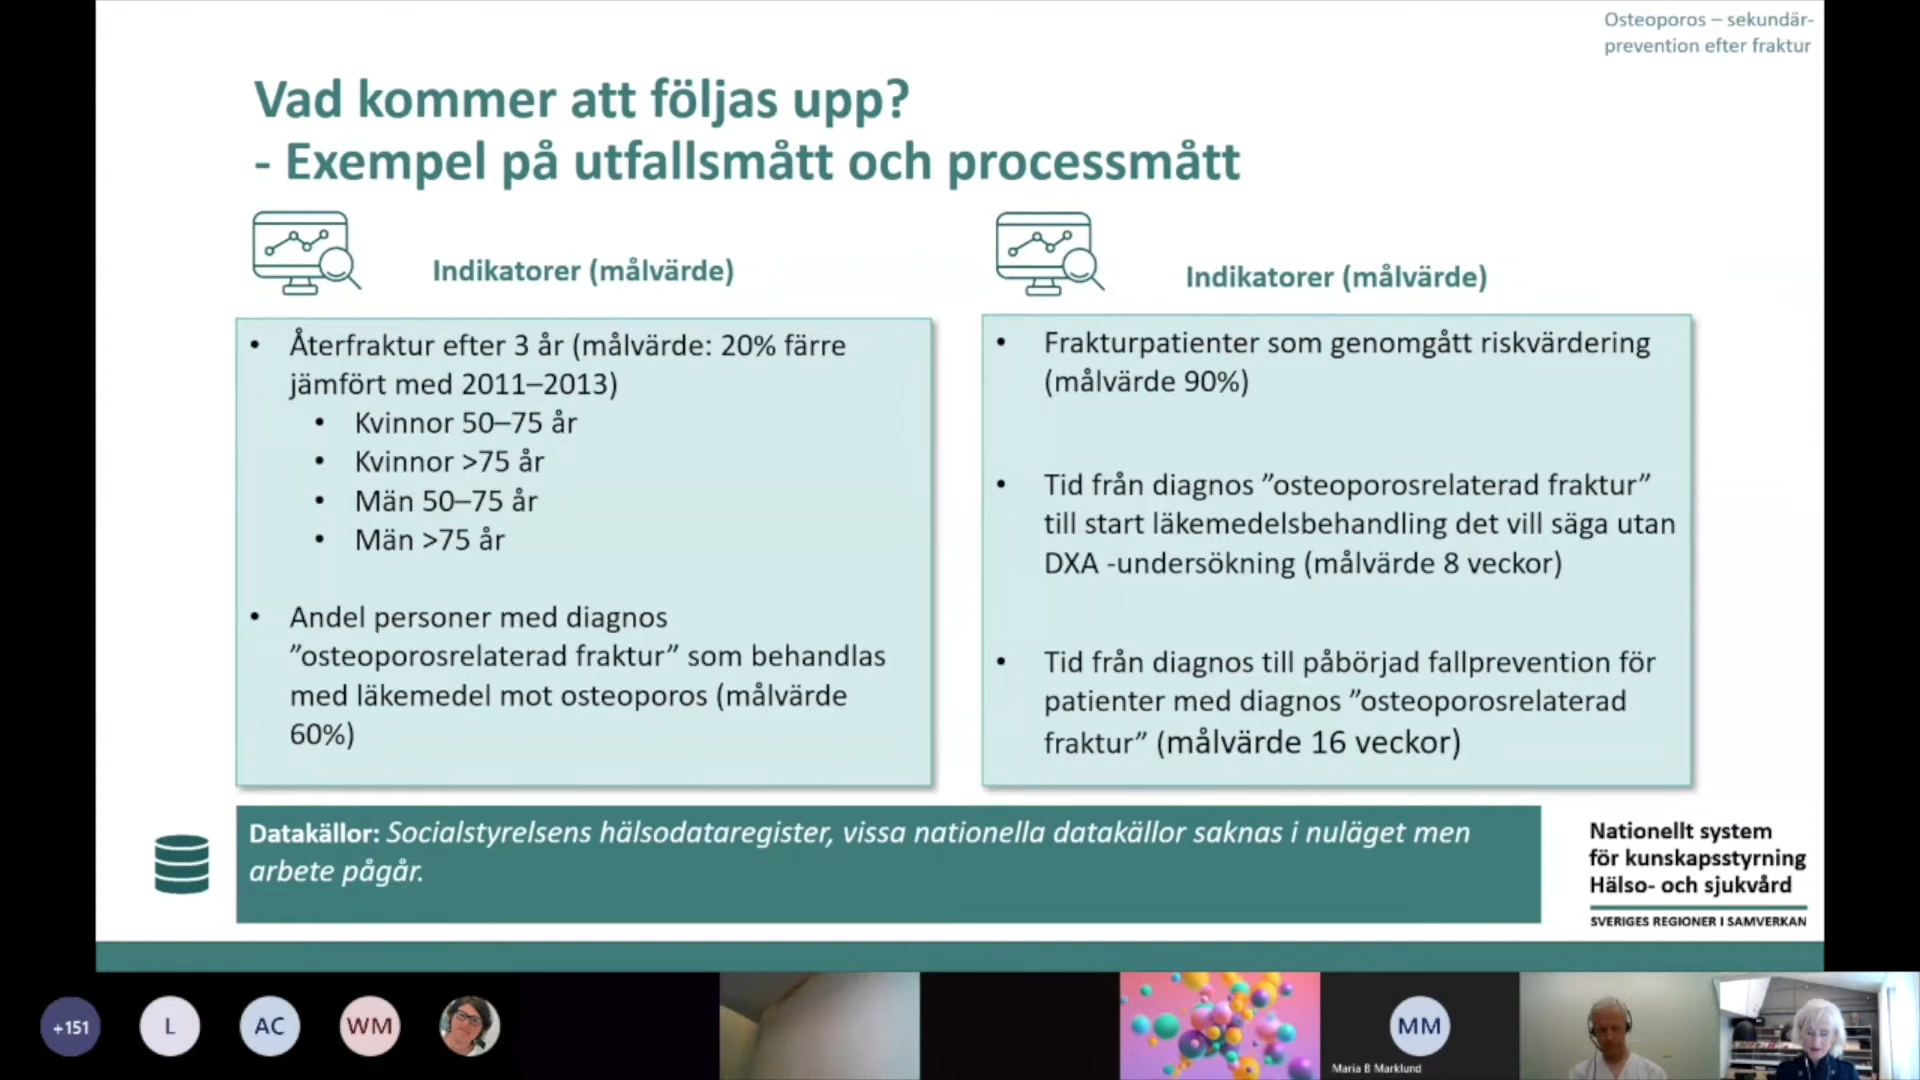 Osteoporos – sekundär-
prevention efter fraktur
Vad kommer att följas upp?
- Exempel på utfallsmått och processmått
Indikatorer (målvärde)
• Återfraktur efter 3 år (målvärde: 20% färre
jämfört med 2011–2013)
• Kvinnor 50–75 år
• Kvinnor >75 år
• Män 50–75 år
• Män >75 år
• Andel personer med diagnos
”osteoporosrelaterad fraktur” som behandlas
med läkemedel mot osteoporos (målvärde
60%)
Indikatorer (målvärde)
• Frakturpatienter som genomgått riskvärdering
(målvärde 90%)
• Tid från diagnos ”osteoporosrelaterad fraktur”
till start läkemedelsbehandling det vill säga utan
DXA -undersökning (målvärde 8 veckor)
• Tid från diagnos till påbörjad fallprevention för
patienter med diagnos ”osteoporosrelaterad
fraktur” (målvärde 16 veckor)
Datakällor: Socialstyrelsens hälsodataregister, vissa nationella datakällor saknas i nuläget men
arbete pågår.
Nationellt system
för kunskapsstyrning
Hälso- och sjukvård
SVERIGES REGIONER I SAMVERKAN
+151
L
AC
WM
MM
Maria B Marklund